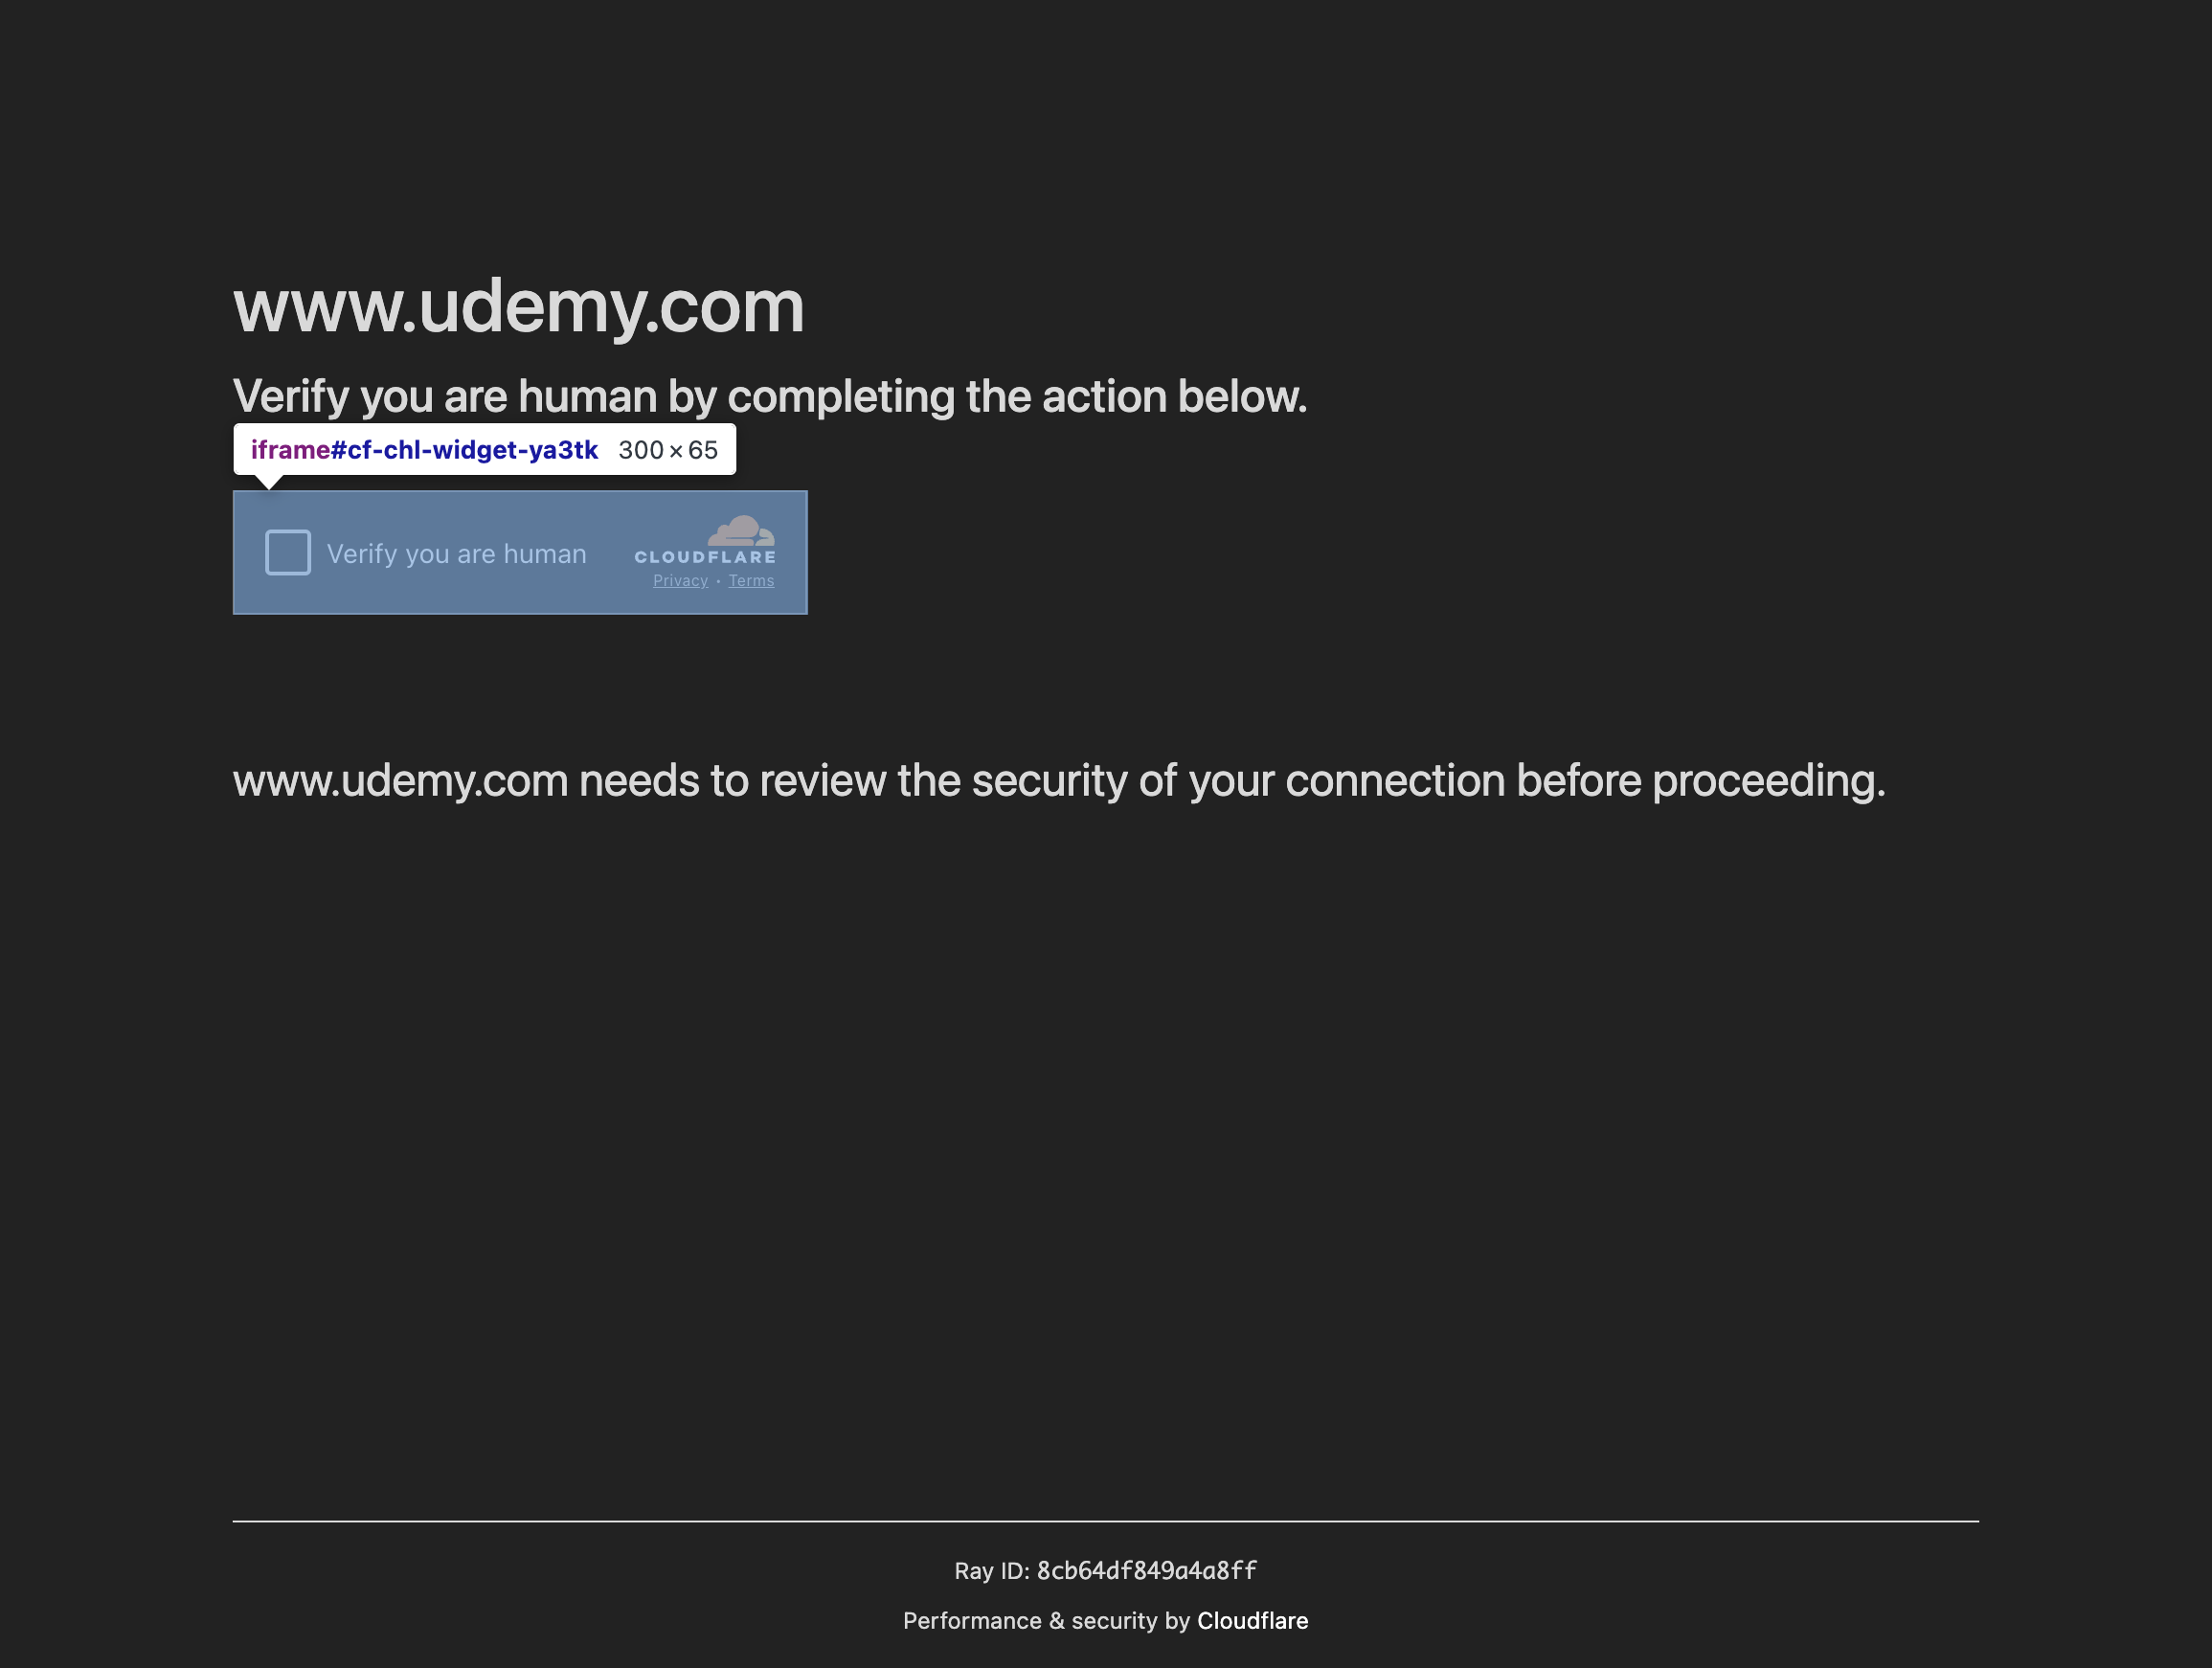 www.udemy.com
Verify you are human by completing the action below.
iframe#cf-chl-widget-ya3tk 300×65
Verify you are human
CLOUDFLARE
Privacy • Terms
www.udemy.com needs to review the security of your connection before proceeding.
Ray ID: 8cb64df849a4a8ff
Performance & security by Cloudflare